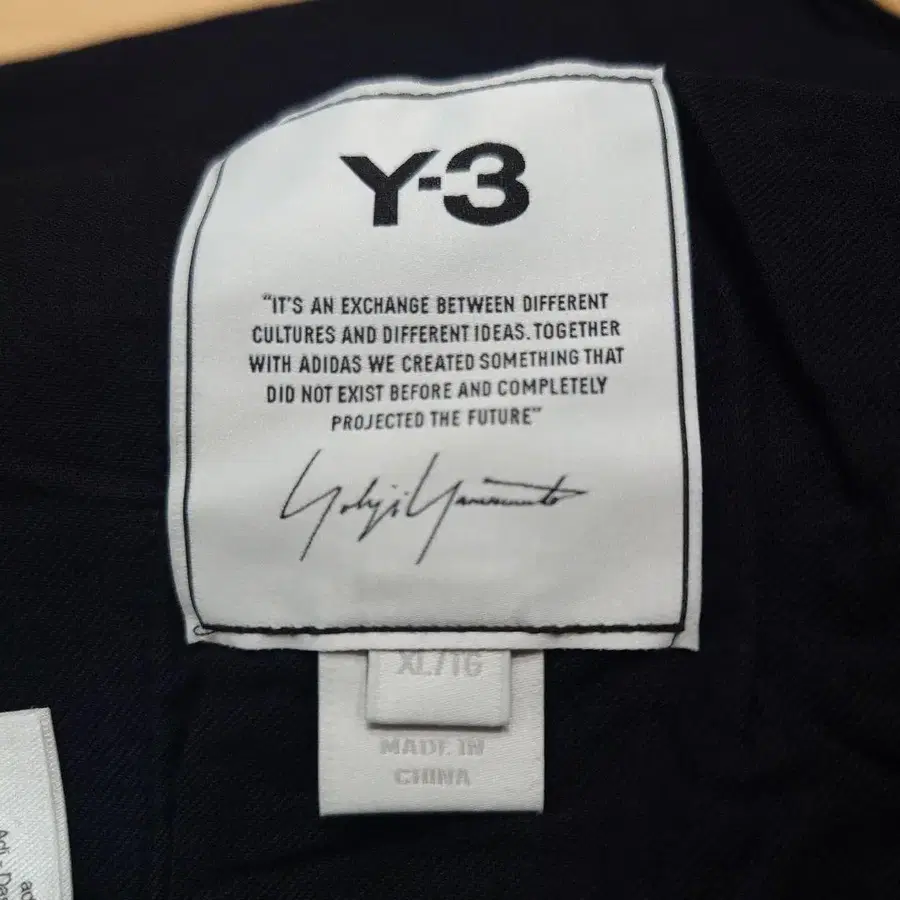 Y-3
"IT'S AN EXCHANGE BETWEEN DIFFERENT
CULTURES AND DIFFERENT IDEAS. TOGETHER
WITH ADIDAS WE CREATED SOMETHING THAT
DID NOT EXIST BEFORE AND COMPLETELY
PROJECTED THE FUTURE"
Yohji Yamamoto
XL/TG
MADE IN
CHINA